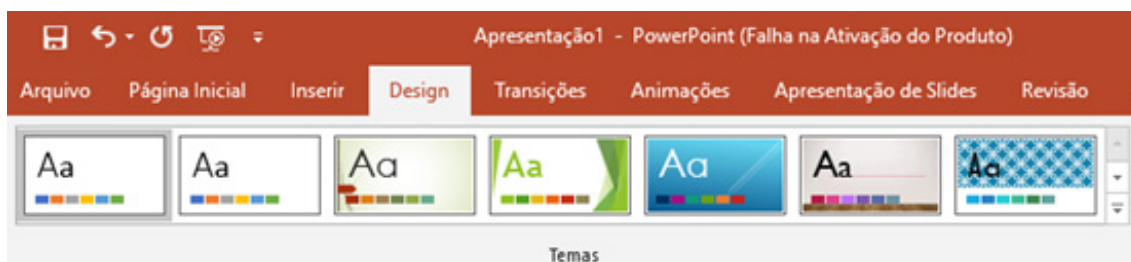 Apresentação1 - PowerPoint (Falha na Ativação do Produto)
Arquivo Página Inicial Inserir Design Transições Animações Apresentação de Slides Revisão
Aa Aa Aa Aa Aa Aa Aa
Temas